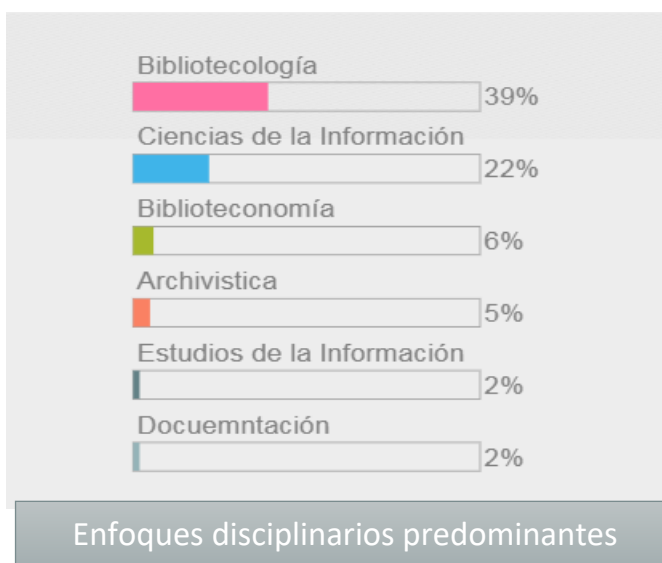 Bibliotecología
39%
Ciencias de la Información
22%
Biblioteconomía
6%
Archivistica
5%
Estudios de la Información
2%
Docuemntación
2%
Enfoques disciplinarios predominantes